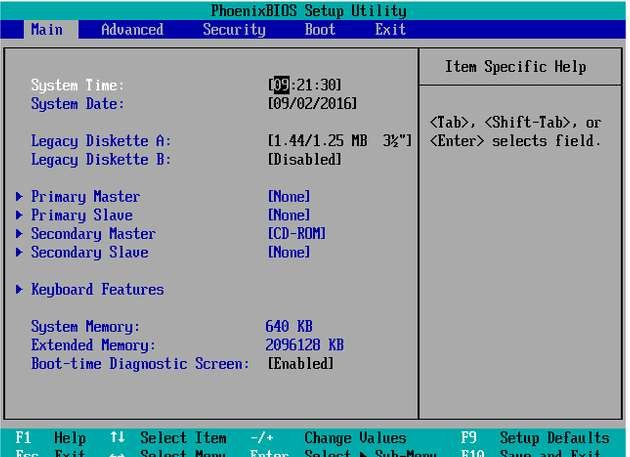 PhoenixBIOS Setup Utility
Main Advanced Security Boot Exit
Item Specific Help
System Time: [09:21:30]
System Date: [09/02/2016]
<Tab>, <Shift-Tab>, or
<Enter> selects field.
Legacy Diskette A: [1.44/1.25 MB 3½"]
Legacy Diskette B: [Disabled]
Primary Master [None]
Primary Slave [None]
Secondary Master [CD-ROM]
Secondary Slave [None]
Keyboard Features
System Memory: 640 KB
Extended Memory: 2096128 KB
Boot-time Diagnostic Screen: [Enabled]
F1 Help ↑↓ Select Item -/+ Change Values F9 Setup Defaults
Esc Exit ↔ Select Menu Enter Select ▶ Sub-Menu F10 Save and Exit